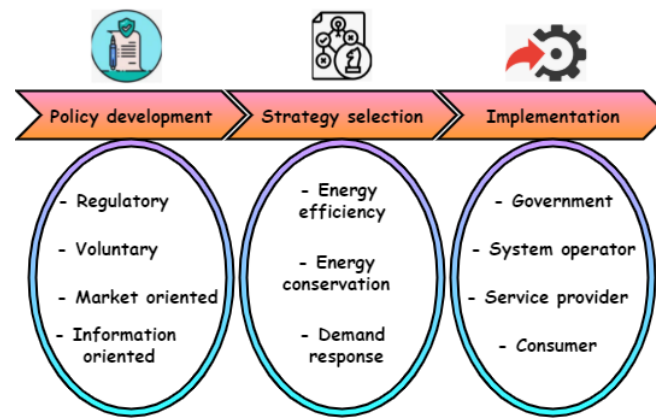 Policy development
Strategy selection
Implementation
- Regulatory
- Voluntary
- Market oriented
- Information
oriented
- Energy
efficiency
- Energy
conservation
- Demand
response
- Government
- System operator
- Service provider
- Consumer